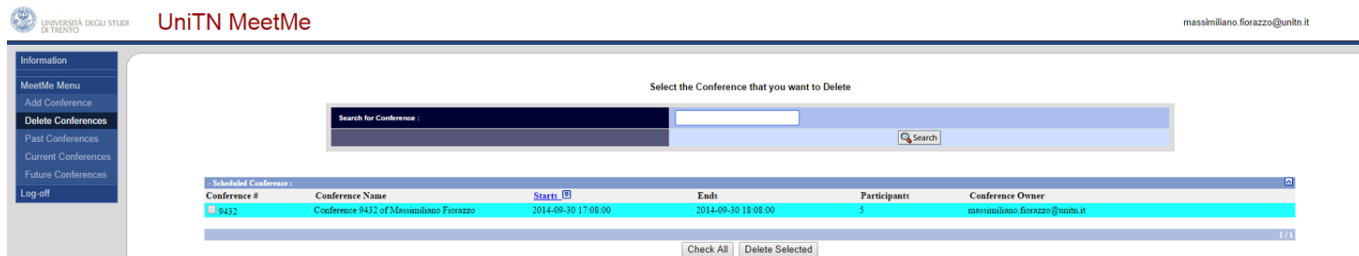 UNIVERSITÀ DEGLI STUDI
DI TRENTO
UniTN MeetMe
massimiliano.fiorazzo@unitn.it
Information
MeetMe Menu
Add Conference
Delete Conferences
Past Conferences
Current Conferences
Future Conferences
Log-off
Select the Conference that you want to Delete
Search for Conference :
Search
- Scheduled Conference :
Conference # Conference Name Starts Ends Participants Conference Owner
9432 Conference 9432 of Massimiliano Fiorazzo 2014-09-30 17:08:00 2014-09-30 18:08:00 5 massimiliano.fiorazzo@unitn.it
1/1
Check All Delete Selected